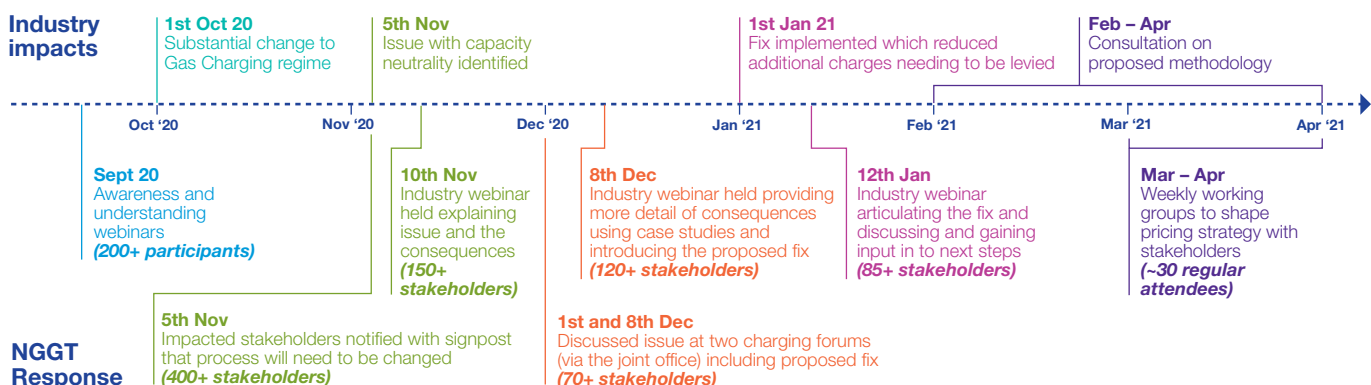 Industry
impacts
1st Oct 20
Substantial change to
Gas Charging regime
5th Nov
Issue with capacity
neutrality identified
1st Jan 21
Fix implemented which reduced
additional charges needing to be levied
Feb – Apr
Consultation on
proposed methodology
Oct ‘20
Nov ‘20
Dec ‘20
Jan ‘21
Feb ‘21
Mar ‘21
Apr ‘21
Sept 20
Awareness and
understanding
webinars
(200+ participants)
10th Nov
Industry webinar
held explaining
issue and the
consequences
(150+
stakeholders)
8th Dec
Industry webinar held providing
more detail of consequences
using case studies and
introducing the proposed fix
(120+ stakeholders)
12th Jan
Industry webinar
articulating the fix and
discussing and gaining
input in to next steps
(85+ stakeholders)
Mar – Apr
Weekly working
groups to shape
pricing strategy with
stakeholders
(~30 regular
attendees)
NGGT
Response
5th Nov
Impacted stakeholders notified with signpost
that process will need to be changed
(400+ stakeholders)
1st and 8th Dec
Discussed issue at two charging forums
(via the joint office) including proposed fix
(70+ stakeholders)